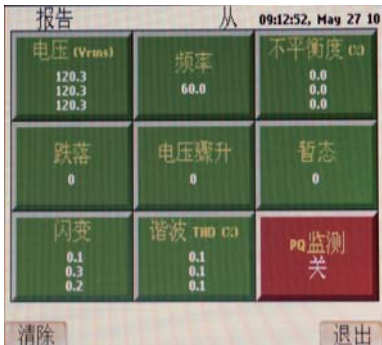 报告 从 09:12:52, May 27 10
电压 (Vrms) 频率 不平衡度 (%)
120.3 60.0 0.0
120.3 0.0
120.3 0.0
跌落 电压骤升 暂态
0 0 0
闪变 谐波 THD (%) PQ监测
0.1 0.1 关
0.3 0.1
0.2 0.1
清除 退出